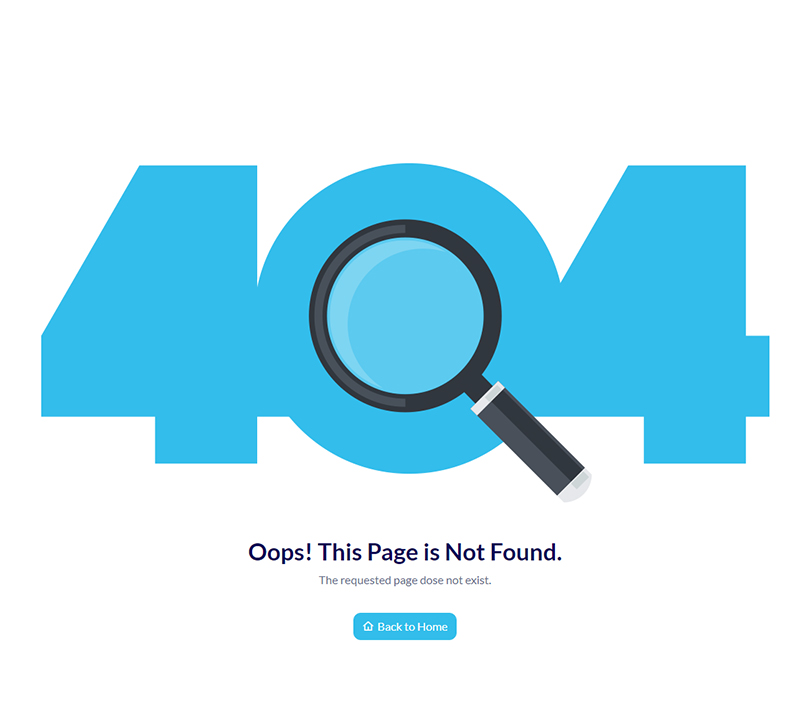 404
Oops! This Page is Not Found.
The requested page dose not exist.
Back to Home